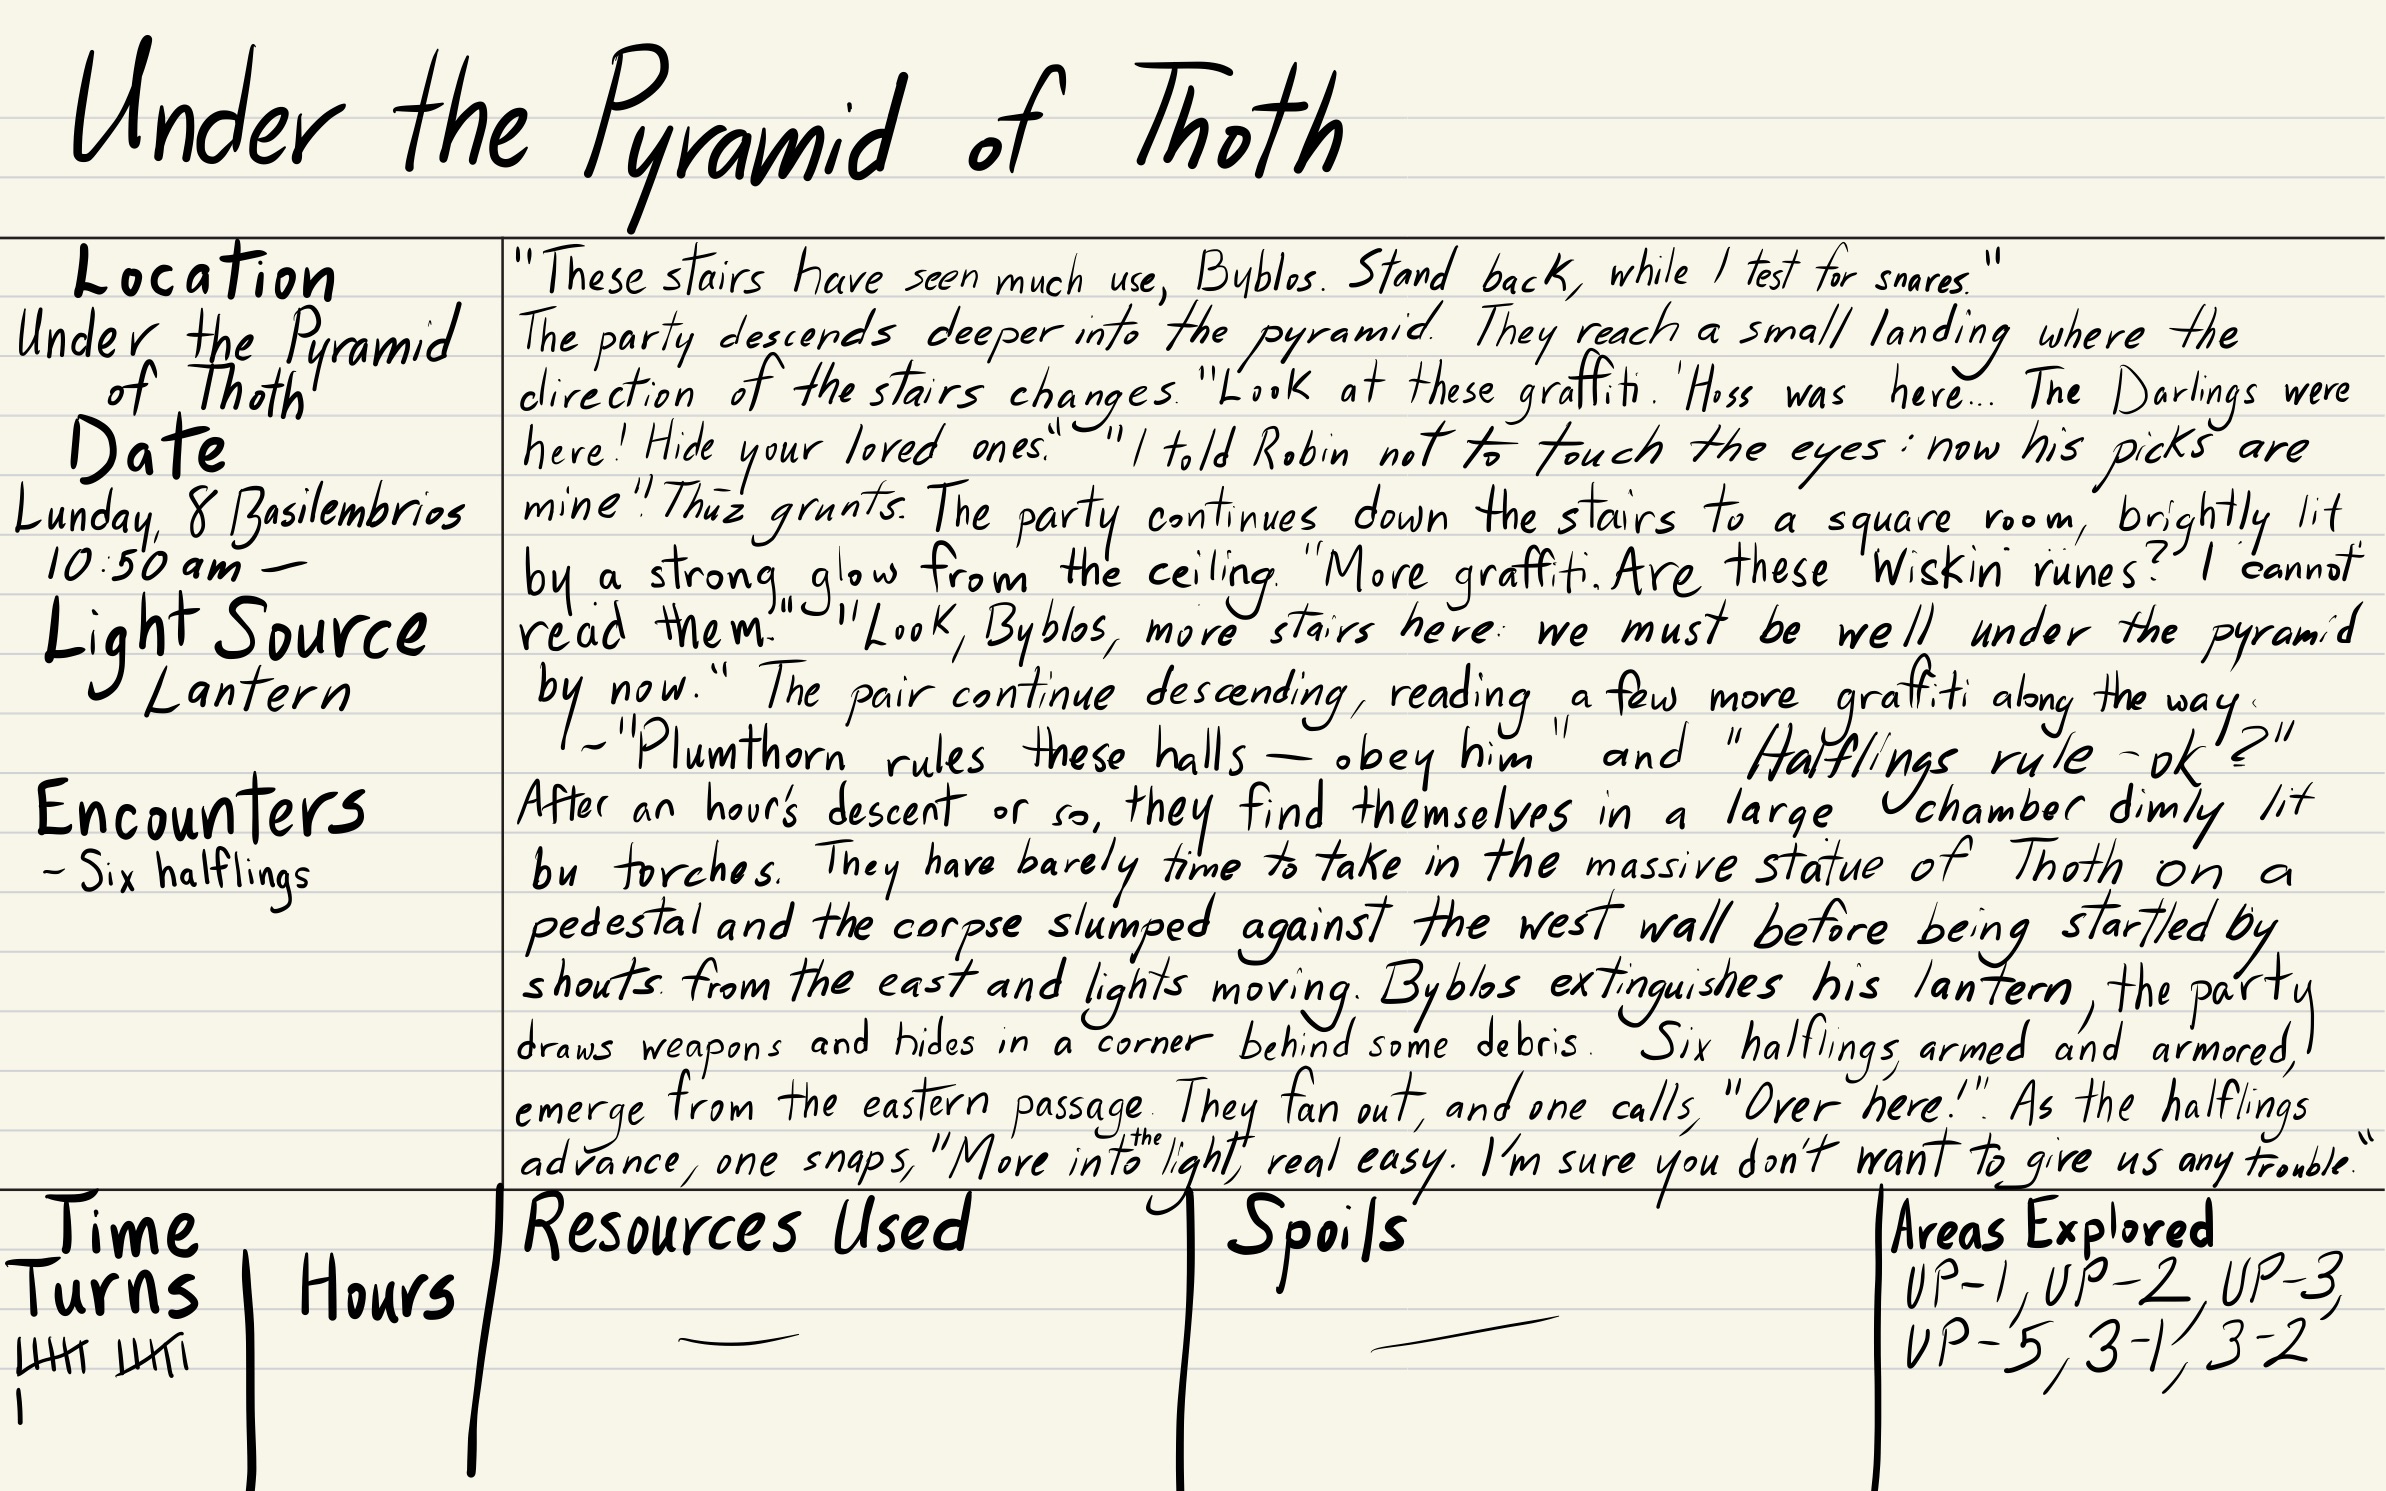 Under the Pyramid of Thoth
Location
Under the Pyramid
of Thoth
Date
Lunday, 8 Basilembrios
10:50 am —
Light Source
Lantern
Encounters
- Six halflings
"These stairs have seen much use, Byblos. Stand back, while I test for snares."
The party descends deeper into the pyramid. They reach a small landing where the
direction of the stairs changes. "Look at these graffiti. 'Hoss was here... The Darlings were
here! Hide your loved ones." "I told Robin not to touch the eyes: now his picks are
mine". Thūz grunts. The party continues down the stairs to a square room, brightly lit
by a strong glow from the ceiling. "More graffiti. Are these Wiskin runes? I cannot
read them." "Look, Byblos, more stairs here: we must be well under the pyramid
by now." The pair continue descending, reading a few more graffiti along the way.
~"Plumthorn rules these halls — obey him" and "Halflings rule - ok?"
After an hour's descent or so, they find themselves in a large chamber dimly lit
bu torches. They have barely time to take in the massive statue of Thoth on a
pedestal and the corpse slumped against the west wall before being startled by
shouts from the east and lights moving. Byblos extinguishes his lantern, the party
draws weapons and hides in a corner behind some debris. Six halflings, armed and armored,
emerge from the eastern passage. They fan out, and one calls, "Over here!". As the halflings
advance, one snaps, "More into the light, real easy. I'm sure you don't want to give us any trouble."
Time
Turns
Hours
Resources Used
—
Spoils
—
Areas Explored
UP-1, UP-2, UP-3,
UP-5, 3-1, 3-2